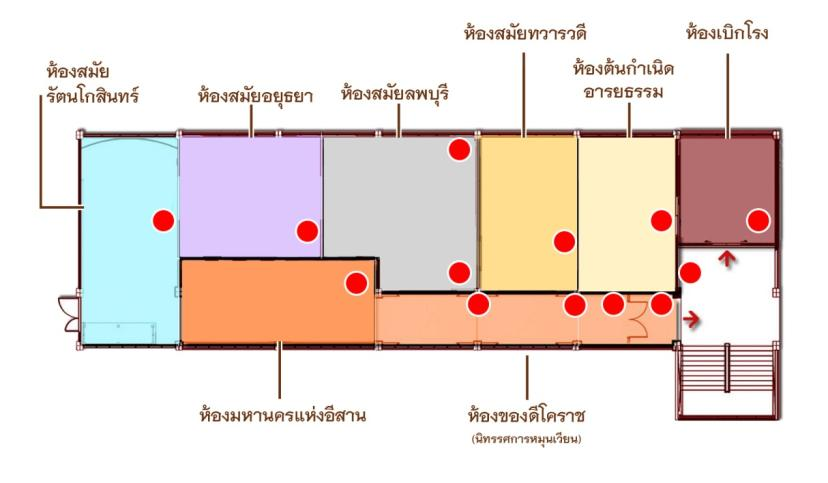 ห้องสมัยทวารวดี
ห้องเบิกโรง
ห้องสมัย
รัตนโกสินทร์
ห้องสมัยอยุธยา
ห้องสมัยลพบุรี
ห้องต้นกำเนิด
อารยธรรม
ห้องมหานครแห่งอีสาน
ห้องของดีโคราช
(นิทรรศการหมุนเวียน)